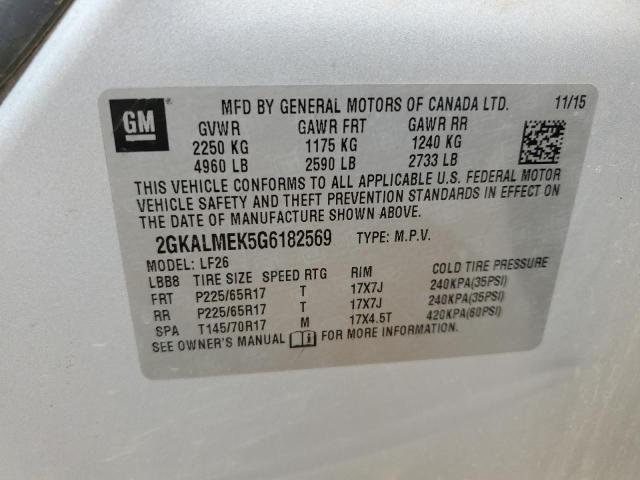 GM
MFD BY GENERAL MOTORS OF CANADA LTD. 11/15
GVWR GAWR FRT GAWR RR
2250 KG 1175 KG 1240 KG
4960 LB 2590 LB 2733 LB
THIS VEHICLE CONFORMS TO ALL APPLICABLE U.S. FEDERAL MOTOR
VEHICLE SAFETY AND THEFT PREVENTION STANDARDS IN EFFECT ON
THE DATE OF MANUFACTURE SHOWN ABOVE.
2GKALMEK5G6182569 TYPE: M.P.V.
MODEL: LF26
LBB8 TIRE SIZE SPEED RTG RIM COLD TIRE PRESSURE
FRT P225/65R17 T 17X7J 240KPA(35PSI)
RR P225/65R17 T 17X7J 240KPA(35PSI)
SPA T145/70R17 M 17X4.5T 420KPA(60PSI)
SEE OWNER'S MANUAL FOR MORE INFORMATION.